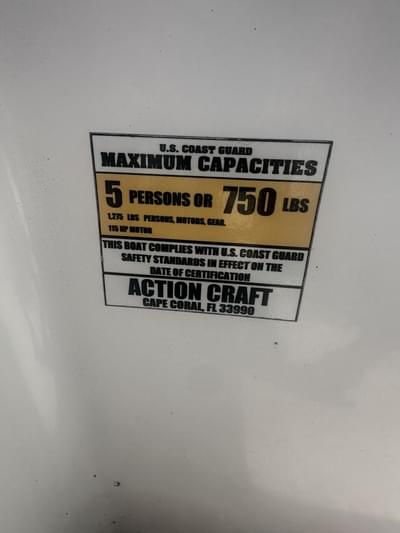 U.S. COAST GUARD
MAXIMUM CAPACITIES
5 PERSONS OR 750 LBS
1,275 LBS PERSONS, MOTORS, GEAR.
115 HP MOTOR
THIS BOAT COMPLIES WITH U.S. COAST GUARD
SAFETY STANDARDS IN EFFECT ON THE
DATE OF CERTIFICATION
ACTION CRAFT
CAPE CORAL, FL 33990